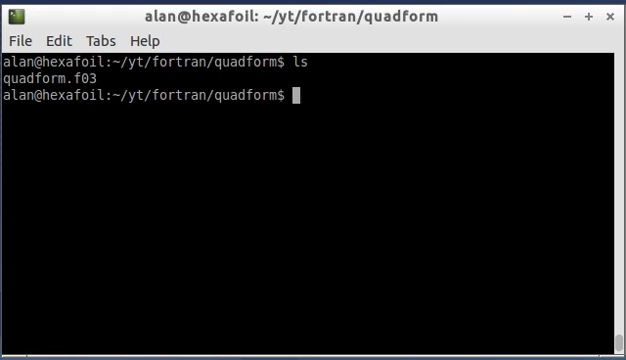 alan@hexafoil: ~/yt/fortran/quadform
File Edit Tabs Help
alan@hexafoil:~/yt/fortran/quadform$ ls
quadform.f03
alan@hexafoil:~/yt/fortran/quadform$